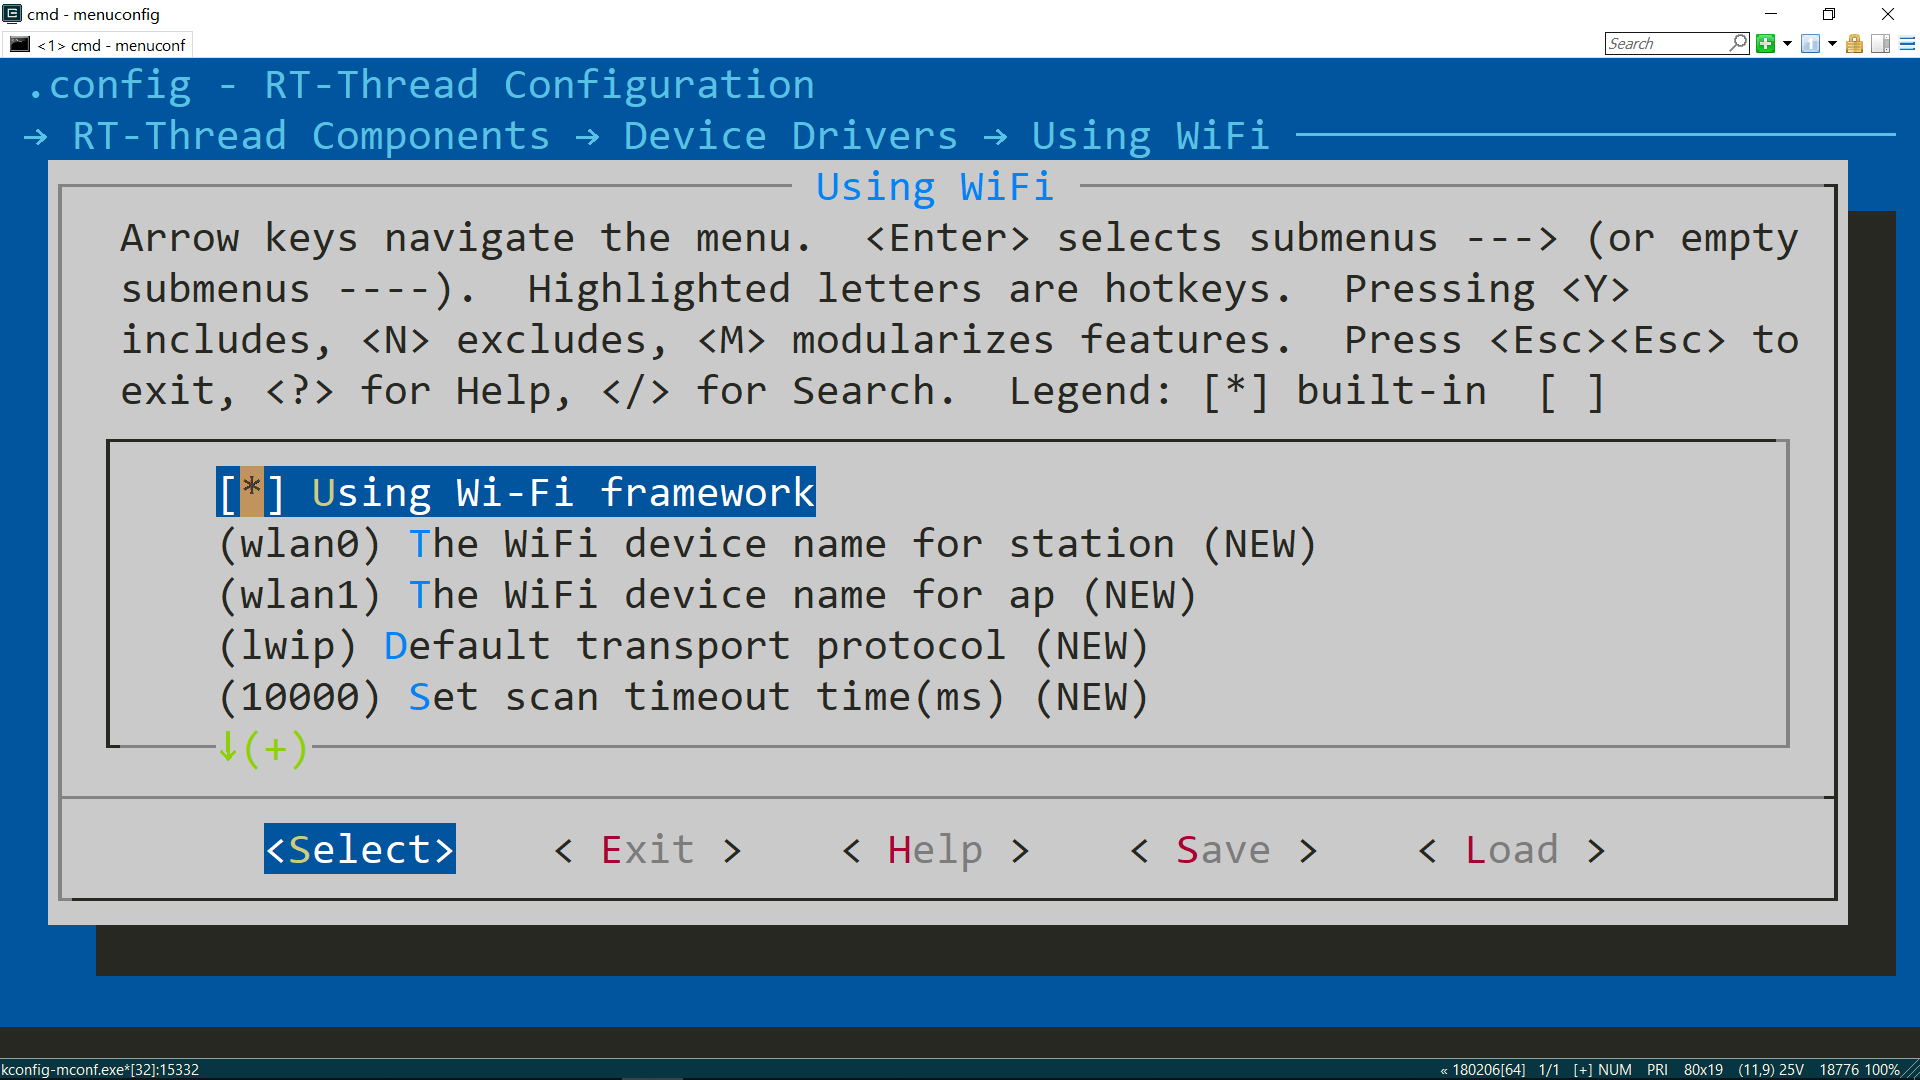 cmd - menuconfig
<1> cmd - menuconf
Search
.config - RT-Thread Configuration
→ RT-Thread Components → Device Drivers → Using WiFi
Using WiFi
Arrow keys navigate the menu.  <Enter> selects submenus ---> (or empty
submenus ----).  Highlighted letters are hotkeys.  Pressing <Y>
includes, <N> excludes, <M> modularizes features.  Press <Esc><Esc> to
exit, <?> for Help, </> for Search.  Legend: [*] built-in  [ ]
[*] Using Wi-Fi framework
(wlan0) The WiFi device name for station (NEW)
(wlan1) The WiFi device name for ap (NEW)
(lwip) Default transport protocol (NEW)
(10000) Set scan timeout time(ms) (NEW)
↓(+)
<Select> < Exit > < Help > < Save > < Load >
kconfig-mconf.exe*[32]:15332 « 180206[64] 1/1 [+] NUM PRI 80x19 (11,9) 25V 18776 100%